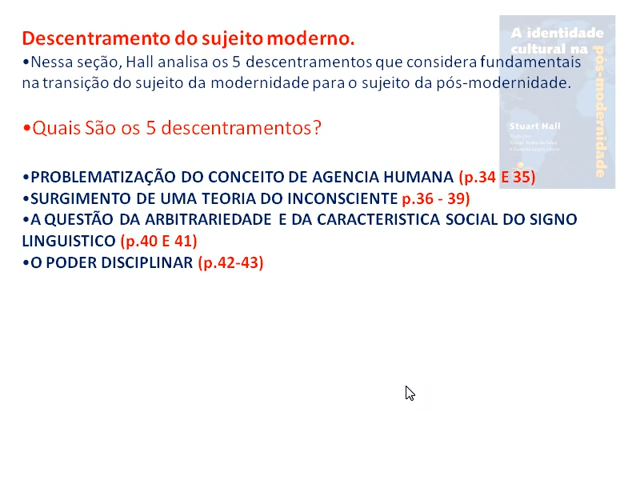 Descentramento do sujeito moderno.
•Nessa seção, Hall analisa os 5 descentramentos que considera fundamentais
na transição do sujeito da modernidade para o sujeito da pós-modernidade.
•Quais São os 5 descentramentos?
•PROBLEMATIZAÇÃO DO CONCEITO DE AGENCIA HUMANA (p.34 E 35)
•SURGIMENTO DE UMA TEORIA DO INCONSCIENTE p.36 - 39)
•A QUESTÃO DA ARBITRARIEDADE E DA CARACTERISTICA SOCIAL DO SIGNO
LINGUISTICO (p.40 E 41)
•O PODER DISCIPLINAR (p.42-43)
A identidade
cultural na
pós-modernidade
Stuart Hall